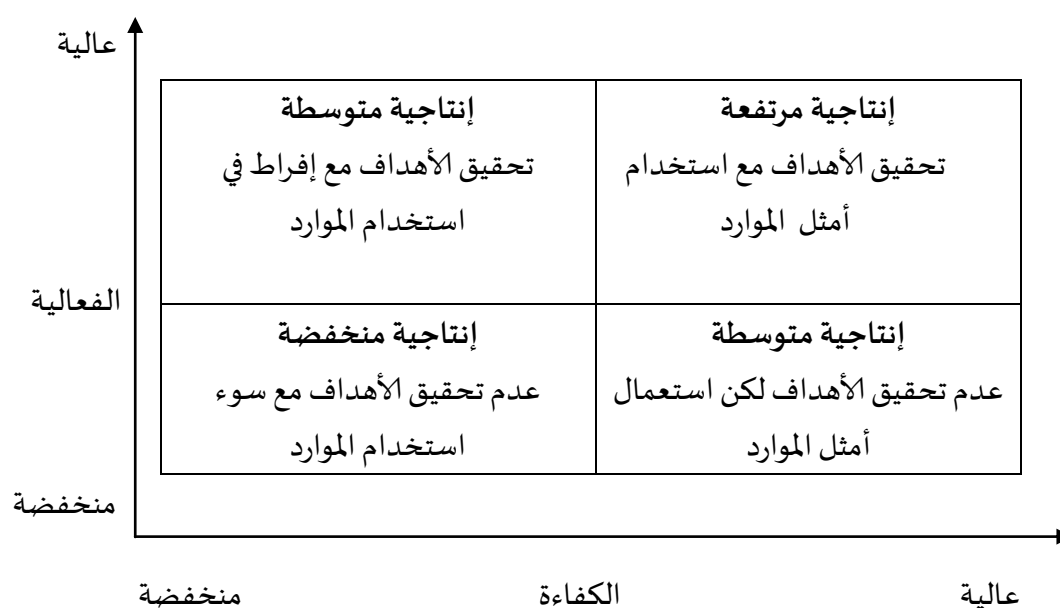 عالية
إنتاجية مرتفعة
تحقيق الأهداف مع استخدام
أمثل الموارد
إنتاجية متوسطة
تحقيق الأهداف مع إفراط في
استخدام الموارد
الفعالية
إنتاجية متوسطة
عدم تحقيق الأهداف لكن استعمال
أمثل الموارد
إنتاجية منخفضة
عدم تحقيق الأهداف مع سوء
استخدام الموارد
منخفضة
عالية
الكفاءة
منخفضة